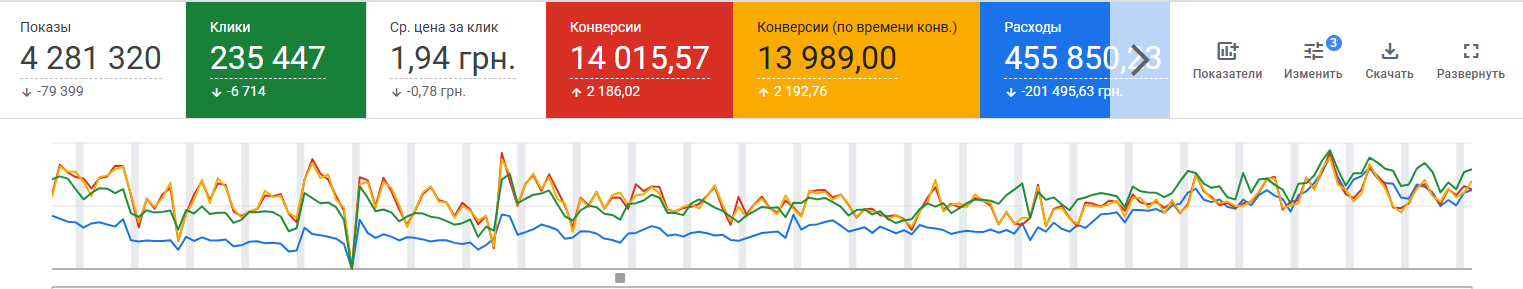 Показы
4 281 320
-79 399
Клики
235 447
-6 714
Ср. цена за клик
1,94 грн.
-0,78 грн.
Конверсии
14 015,57
2 186,02
Конверсии (по времени конв.)
13 989,00
2 192,76
Расходы
455 850,23
-201 495,63 грн.
Показатели
3
Изменить
Скачать
Развернуть